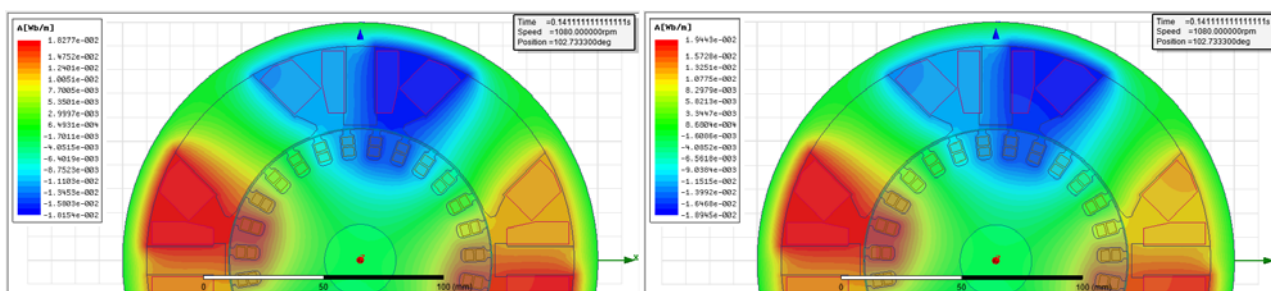 A[Wb/m]
1.8277e-002
1.4752e-002
1.2401e-002
1.0051e-002
7.7005e-003
5.3501e-003
2.9997e-003
6.4931e-004
-1.7011e-003
-4.0515e-003
-6.4019e-003
-8.7523e-003
-1.1103e-002
-1.3453e-002
-1.5803e-002
-1.8154e-002
Time =0.141111111111111s
Speed =1080.000000rpm
Position =102.733300deg
X
0 50 100 (mm)
A[Wb/m]
1.9443e-002
1.5728e-002
1.3251e-002
1.0775e-002
8.2979e-003
5.8213e-003
3.3447e-003
8.6804e-004
-1.6086e-003
-4.0852e-003
-6.5618e-003
-9.0384e-003
-1.1515e-002
-1.3992e-002
-1.6468e-002
-1.8945e-002
Time =0.141111111111111s
Speed =1080.000000rpm
Position =102.733300deg
X
0 50 100 (mm)